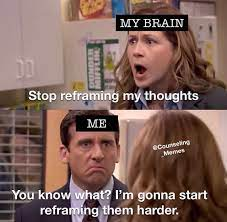 MY BRAIN
Stop reframing my thoughts
ME
@Counseling
Memes
You know what? I'm gonna start
reframing them harder.